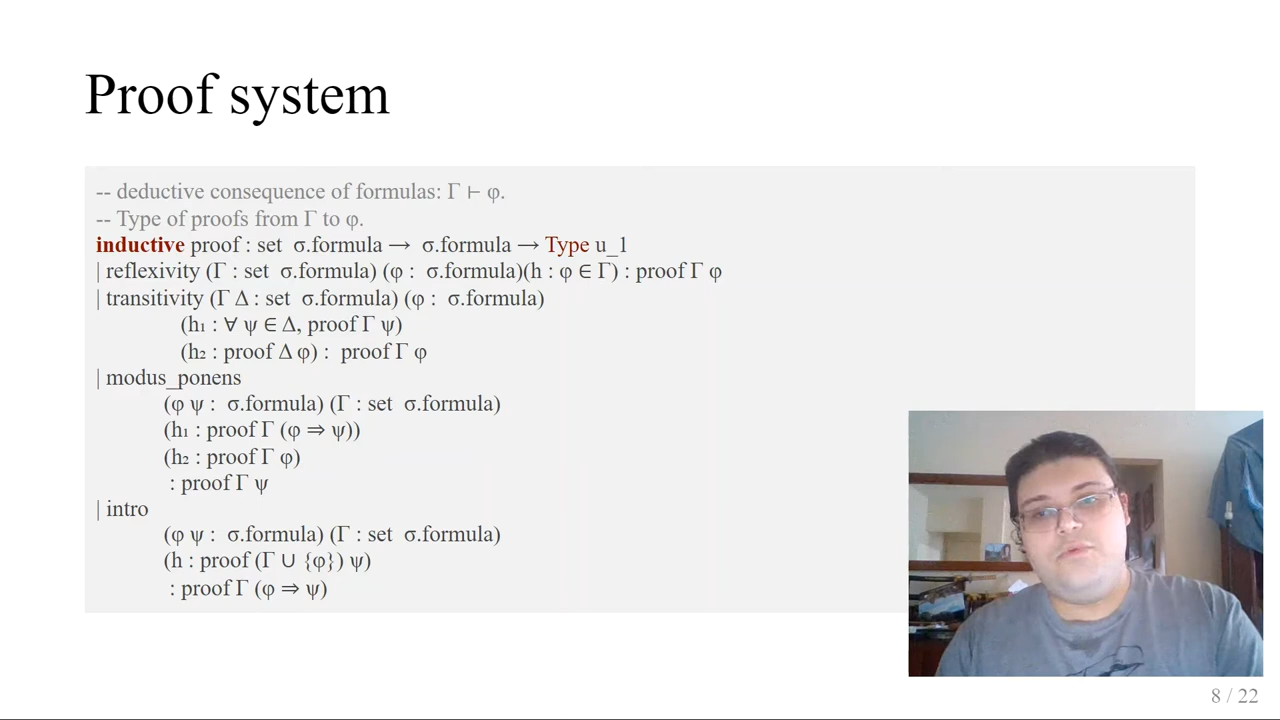 Proof system
-- deductive consequence of formulas: Γ ⊢ φ.
-- Type of proofs from Γ to φ.
inductive proof : set σ.formula → σ.formula → Type u_1
| reflexivity (Γ : set σ.formula) (φ : σ.formula)(h : φ ∈ Γ) : proof Γ φ
| transitivity (Γ Δ : set σ.formula) (φ : σ.formula)
(h₁ : ∀ ψ ∈ Δ, proof Γ ψ)
(h₂ : proof Δ φ) : proof Γ φ
| modus_ponens
(φ ψ : σ.formula) (Γ : set σ.formula)
(h₁ : proof Γ (φ ⇒ ψ))
(h₂ : proof Γ φ)
: proof Γ ψ
| intro
(φ ψ : σ.formula) (Γ : set σ.formula)
(h : proof (Γ ∪ {φ}) ψ)
: proof Γ (φ ⇒ ψ)
8 / 22